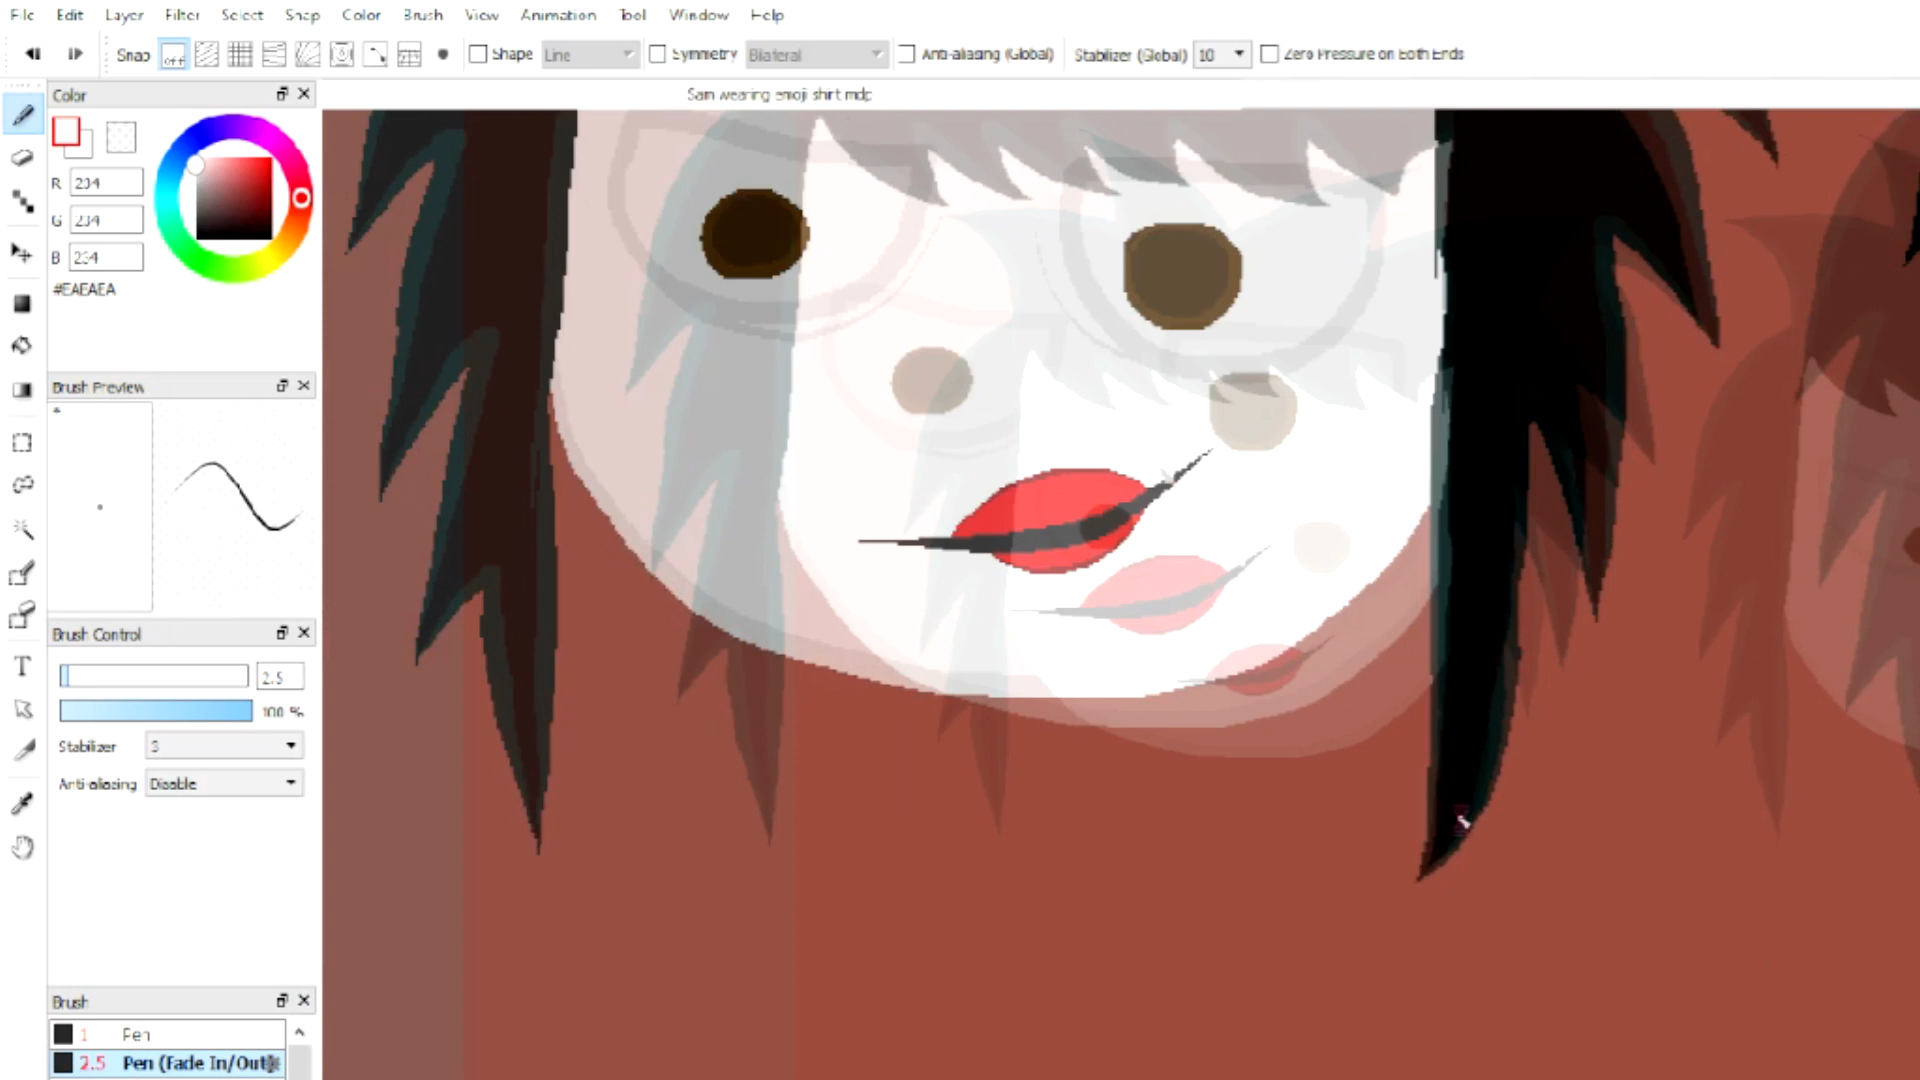 File Edit Layer Filter Select Snap Color Brush View Animation Tool Window Help
Snap off Shape Line Symmetry Bilateral Anti-aliasing (Global) Stabilizer (Global) 10 Zero Pressure on Both Ends
Color
Sam wearing emoji shirt mdp
R 234
G 234
B 234
#EAEAEA
Brush Preview
Brush Control
2.5
100 %
Stabilizer 3
Anti-aliasing Disable
Brush
1 Pen
2.5 Pen (Fade In/Out)